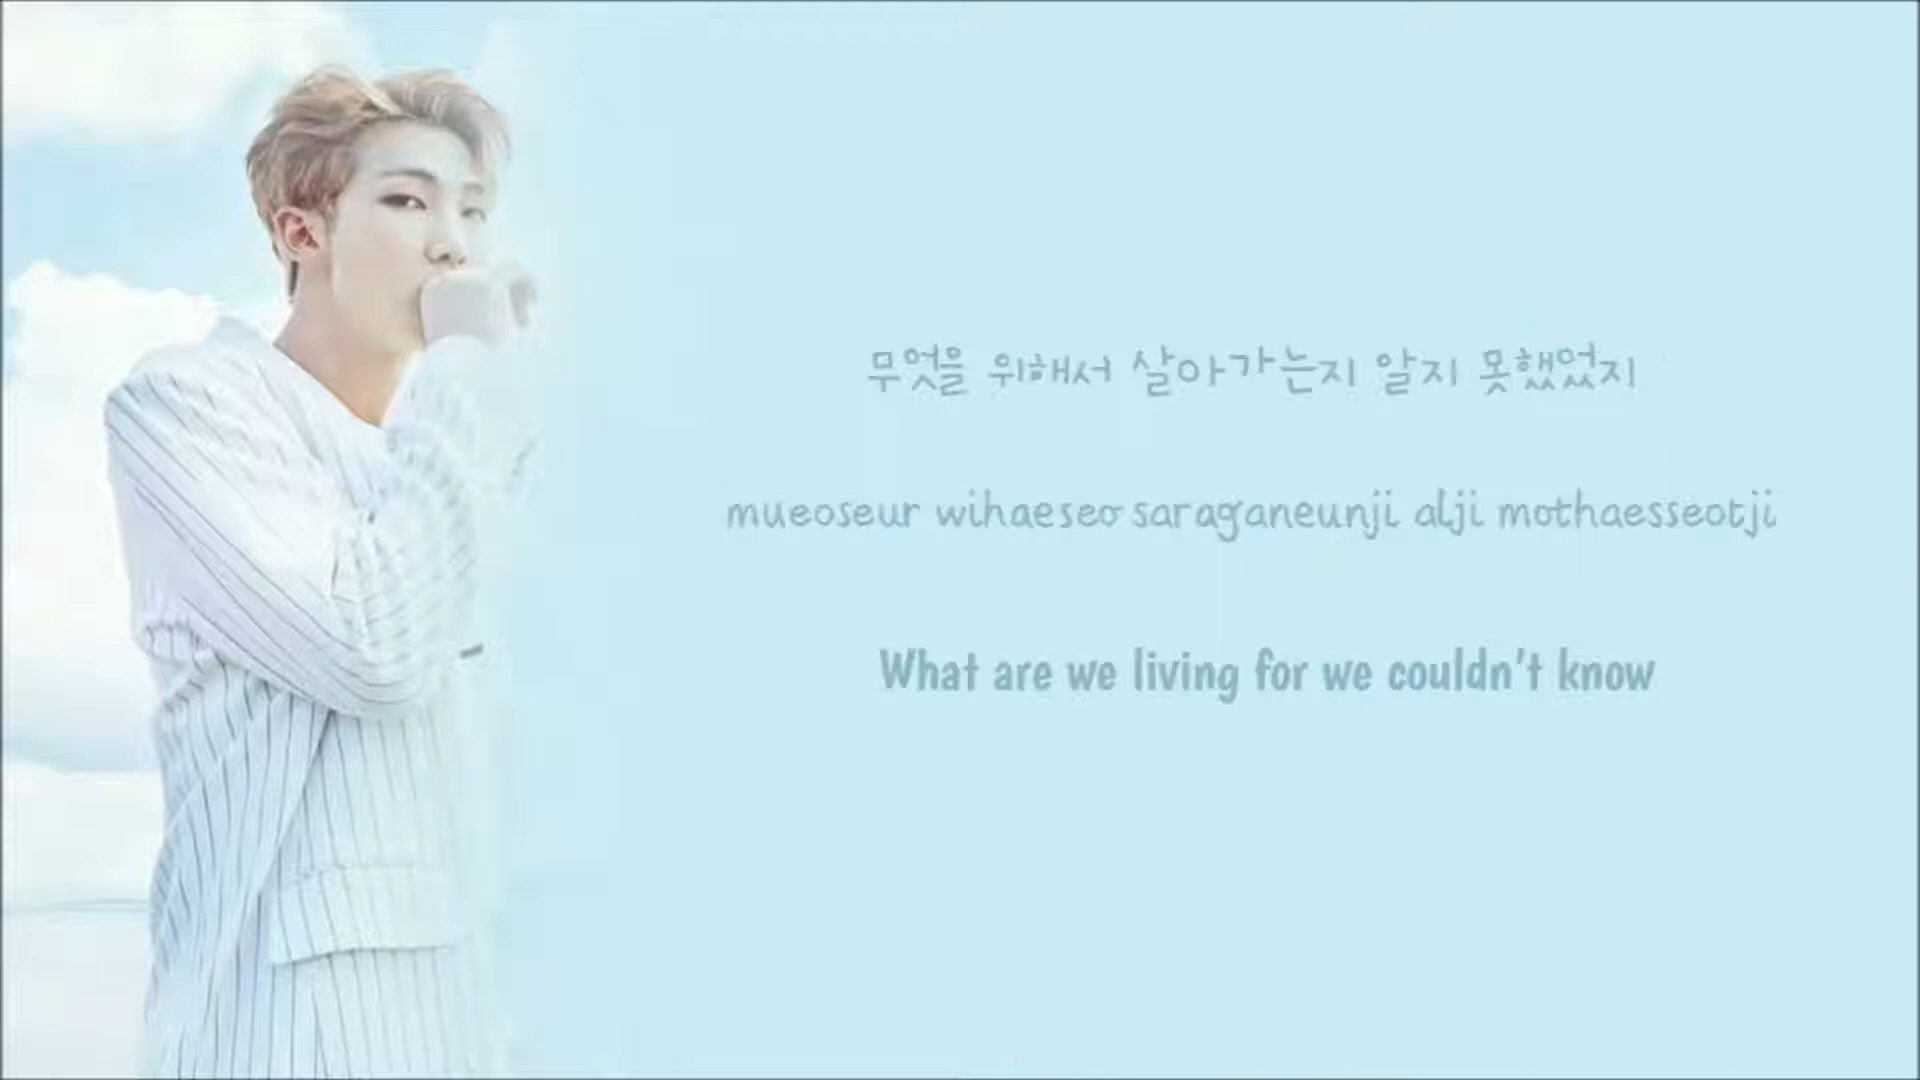 무엇을 위해서 살아가는지 알지 못했었지
mueoseur wihaeseo saraganeunji alji mothaesseotji
What are we living for we couldn't know